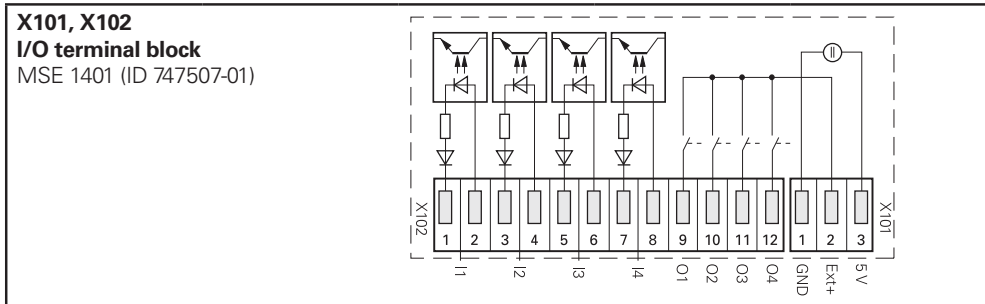 X101, X102
I/O terminal block
MSE 1401 (ID 747507-01)
X102
X101
1 2 3 4 5 6 7 8 9 10 11 12 1 2 3
I1 I2 I3 I4 O1 O2 O3 O4 GND Ext+ 5 V